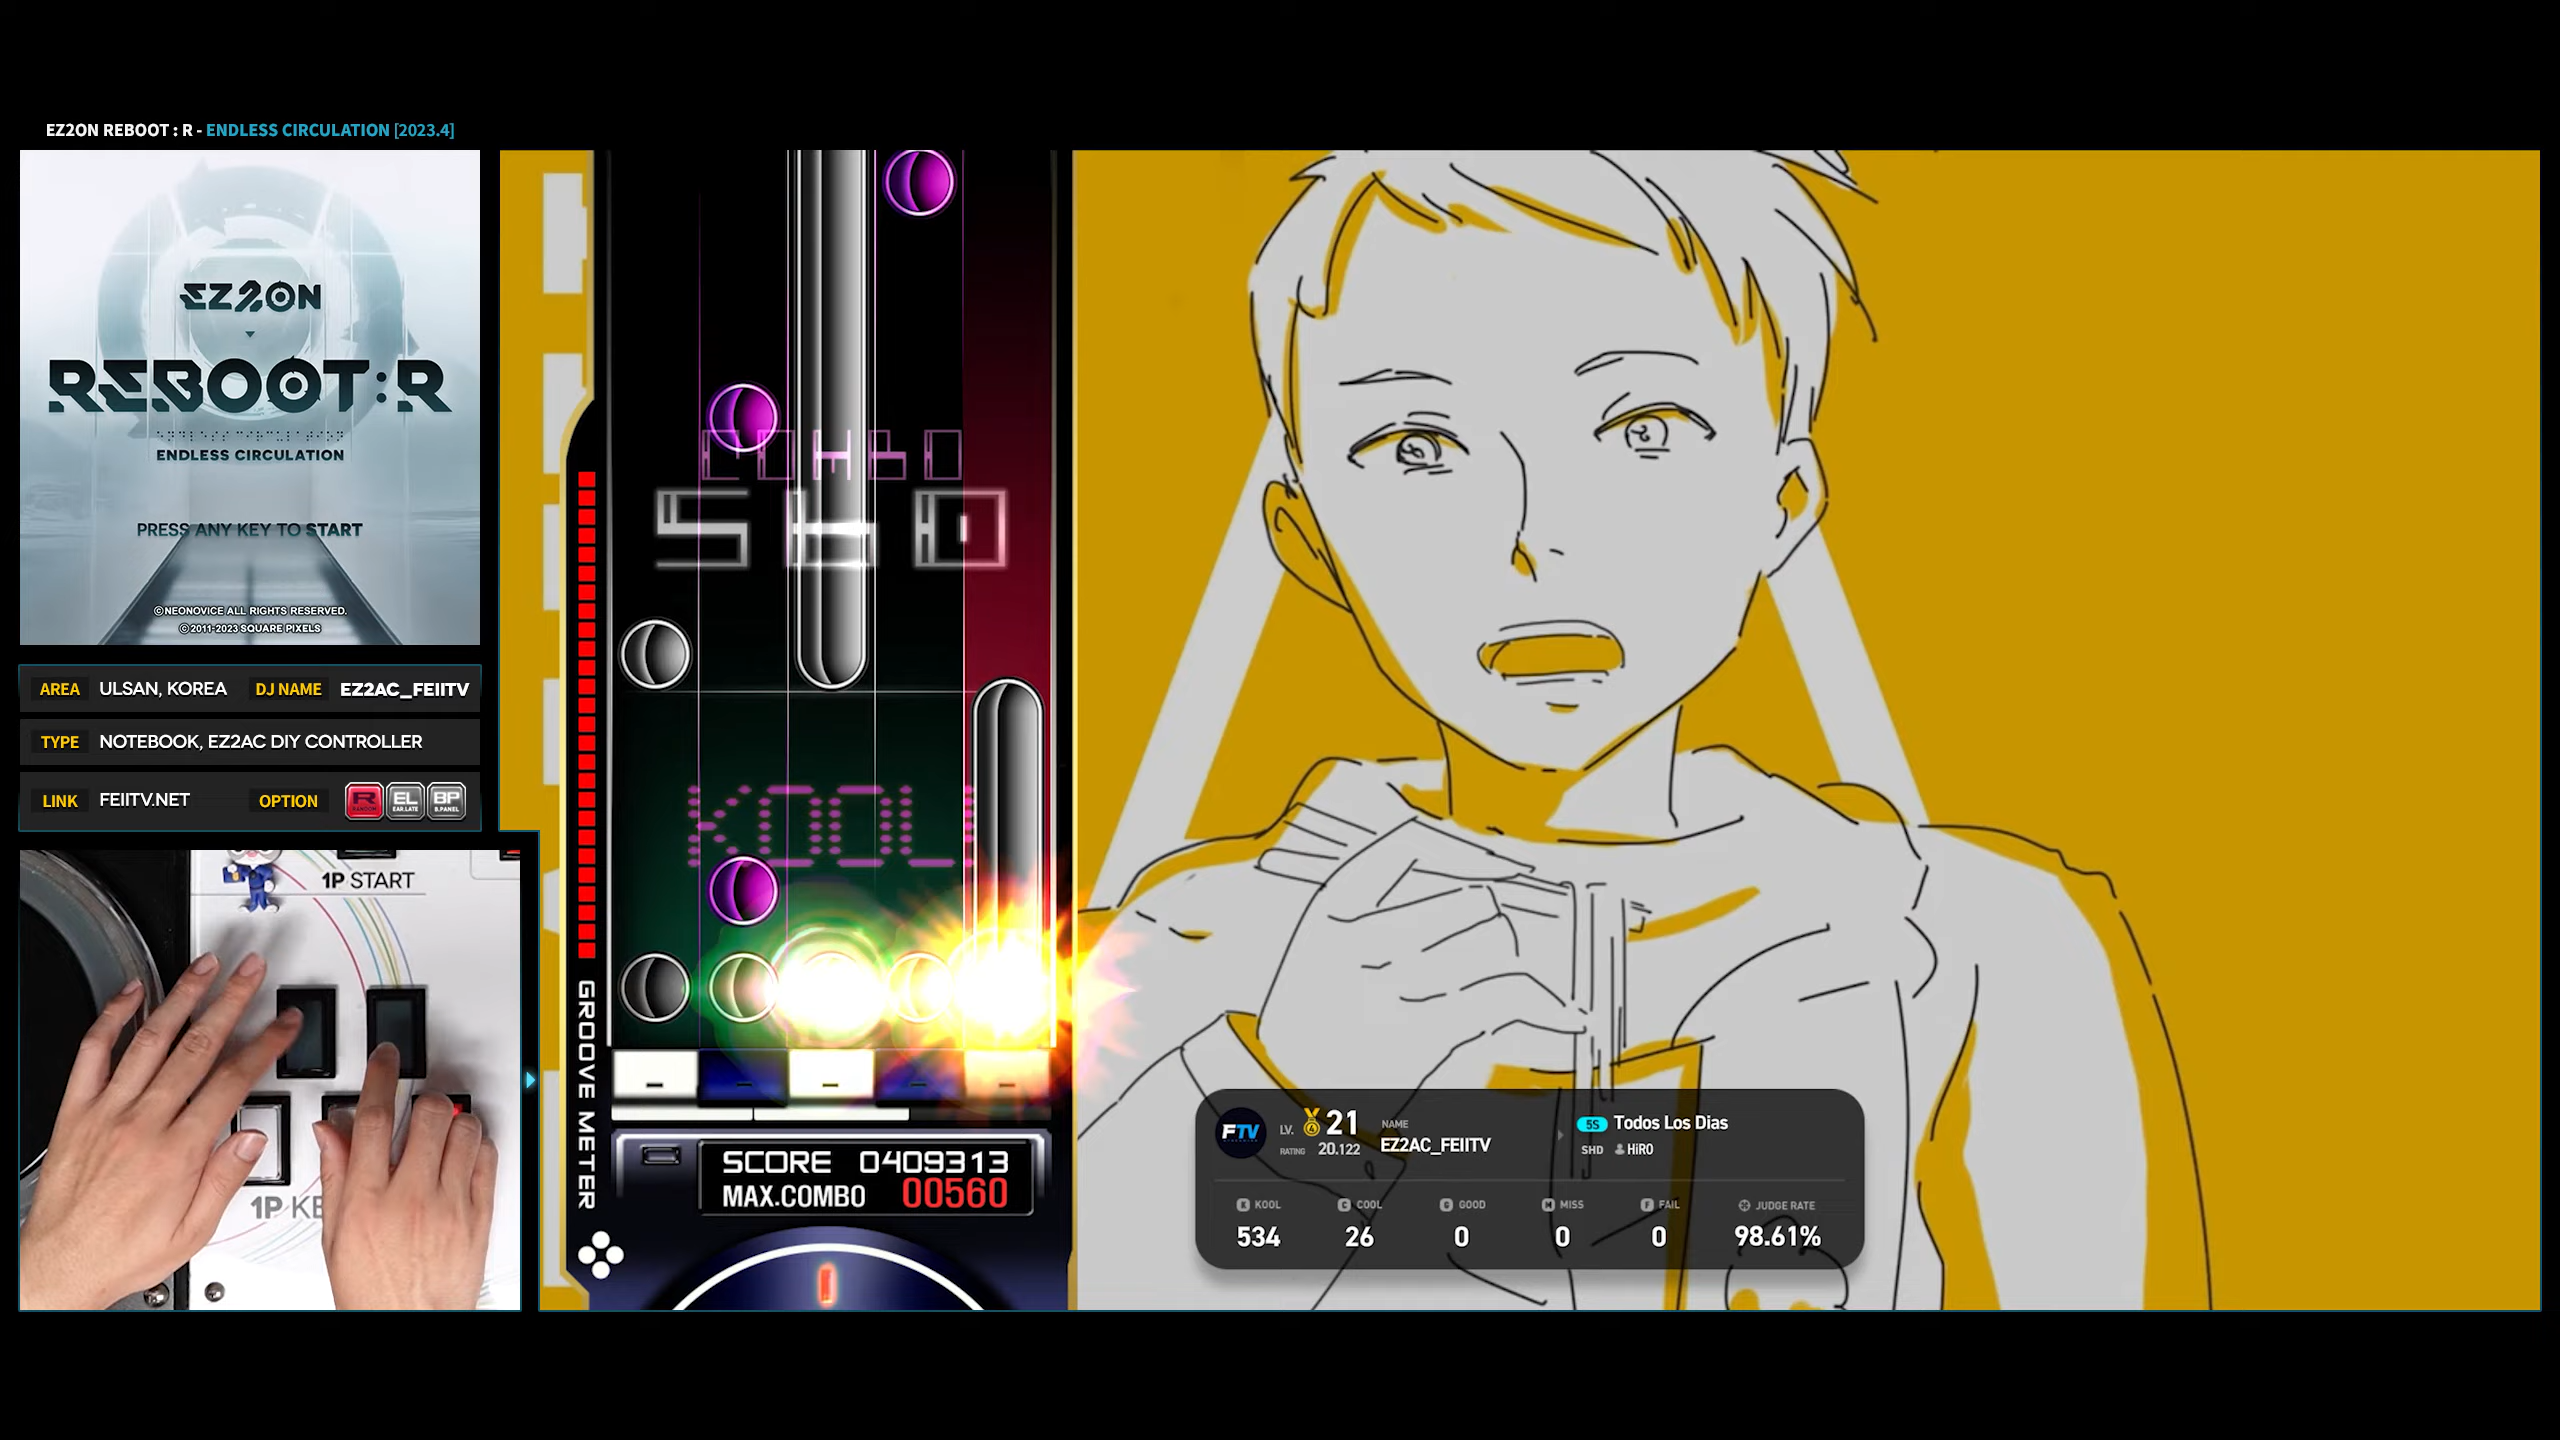 EZ2ON REBOOT : R - ENDLESS CIRCULATION [2023.4]
EZ2ON
REBOOT:R
ENDLESS CIRCULATION
PRESS ANY KEY TO START
©NEONOVICE ALL RIGHTS RESERVED.
©2011-2023 SQUARE PIXELS
AREA ULSAN, KOREA DJ NAME EZ2AC_FEIITV
TYPE NOTEBOOK, EZ2AC DIY CONTROLLER
LINK FEIITV.NET OPTION R RANDOM EL EAR.LATE BP B.PANEL
1P START
1P KE
COMBO
560
KOOL
GROOVE METER
SCORE 0409313
MAX.COMBO 00560
FTV LV. 21 NAME 5S Todos Los Dias
RATING 20.122 EZ2AC_FEIITV SHD HiRO
K KOOL C COOL G GOOD M MISS F FAIL JUDGE RATE
534 26 0 0 0 98.61%